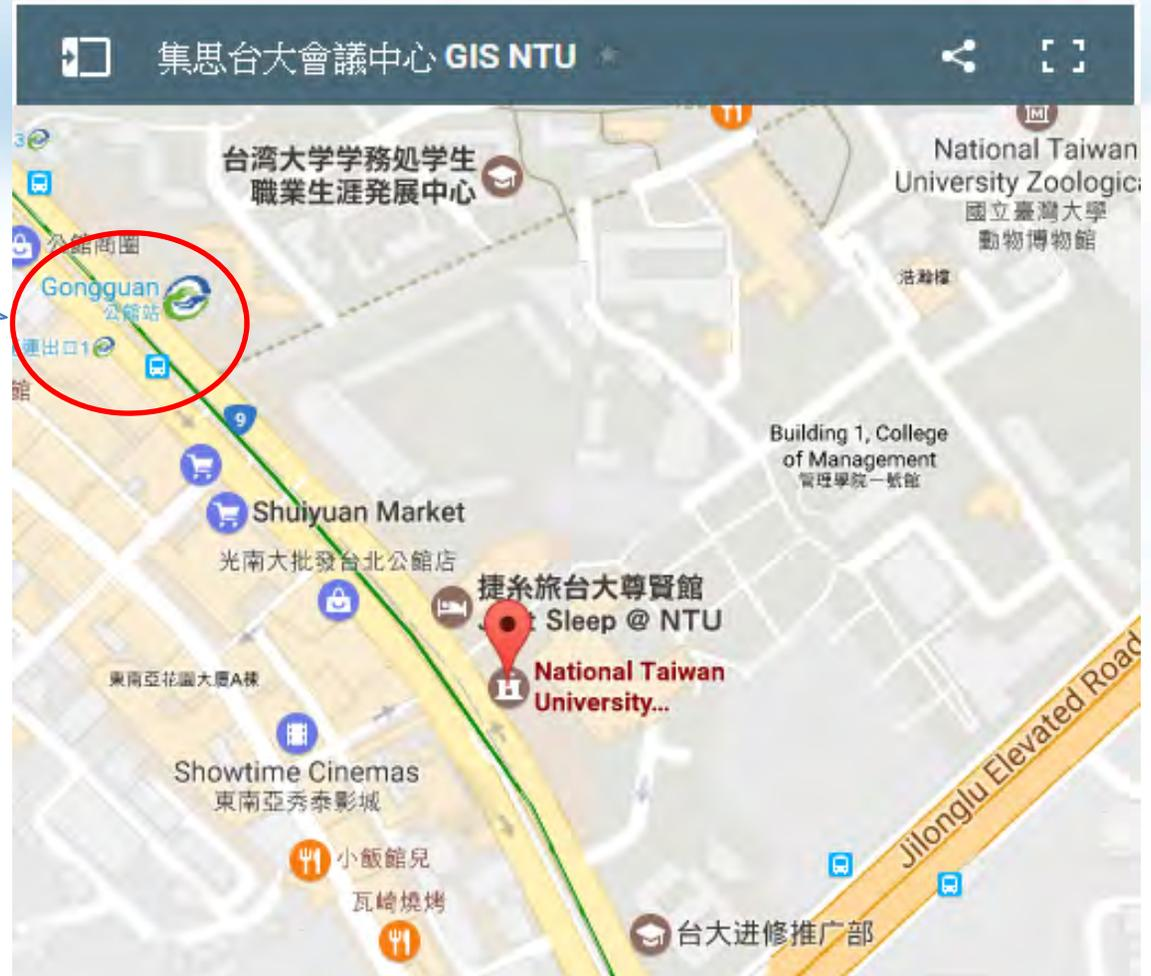 集思台大會議中心 GIS NTU
3
台湾大学学務処学生
職業生涯発展中心
National Taiwan
University Zoologica
國立臺灣大學
動物博物館
浩瀚樓
公館商圈
Gongguan
公館站
運出口1
館
9
Building 1, College
of Management
管理學院一號館
Shuiyuan Market
光南大批發台北公館店
捷糸旅台大尊賢館
Sleep @ NTU
National Taiwan
University...
東南亞花園大廈A棟
Showtime Cinemas
東南亞秀泰影城
Jilonglu Elevated Road
小飯館兒
瓦崎燒烤
台大进修推广部